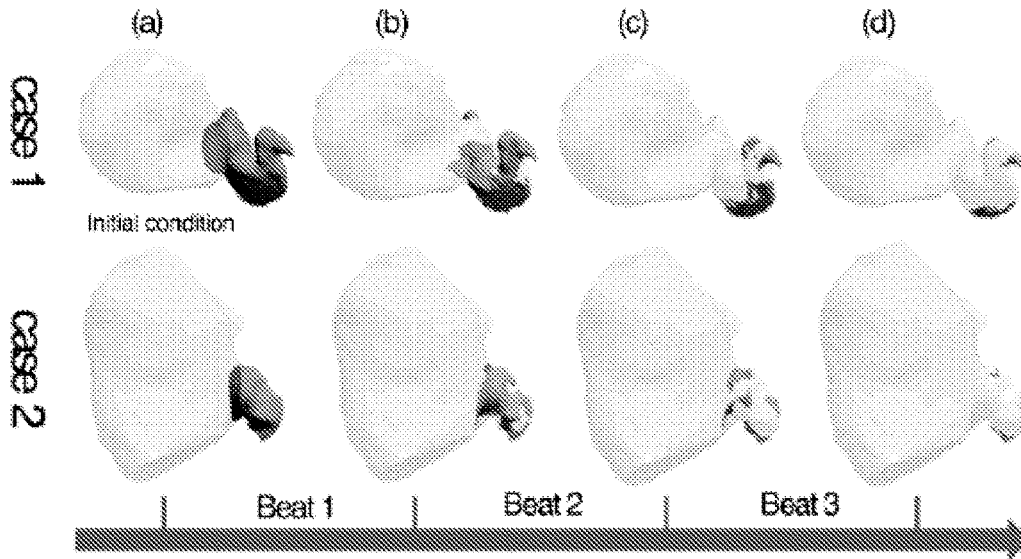 (a) (b) (c) (d)
case 1
Initial condition
case 2
Beat 1 Beat 2 Beat 3